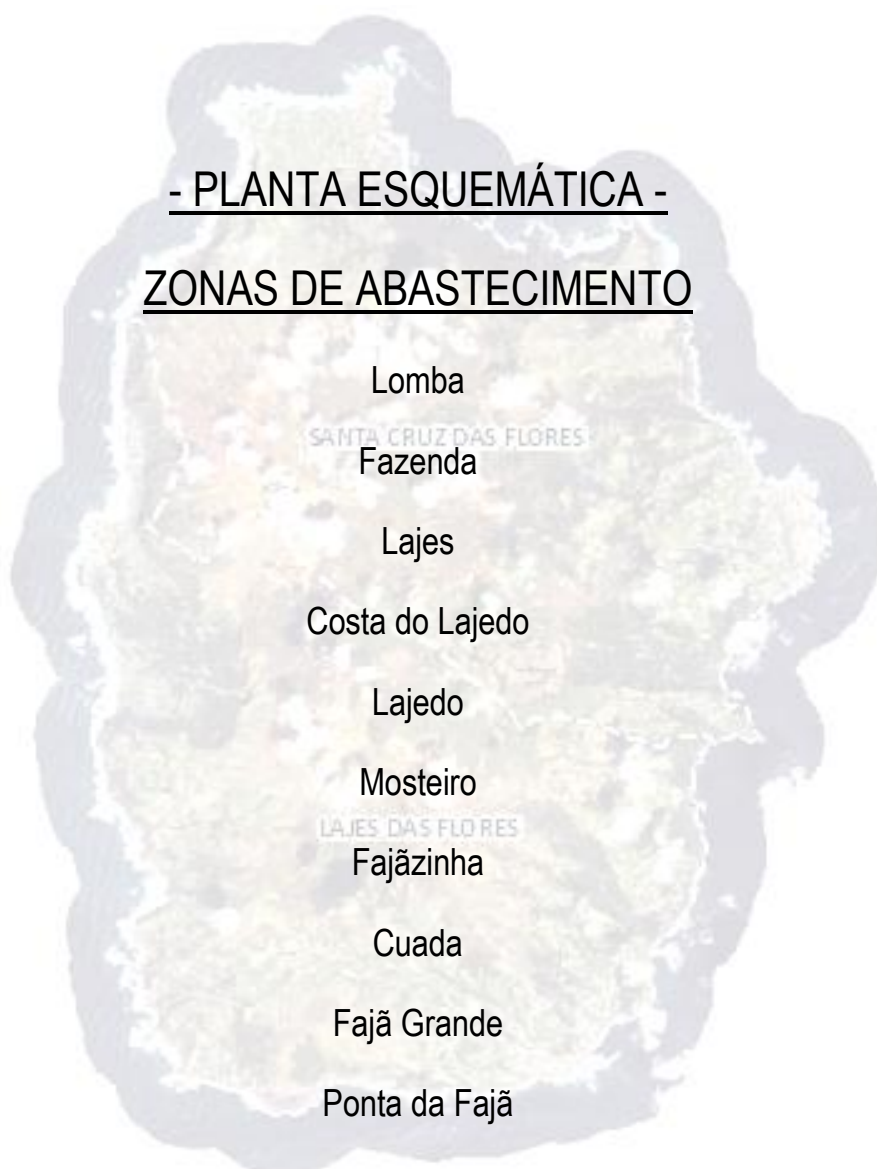 - PLANTA ESQUEMÁTICA -
ZONAS DE ABASTECIMENTO
Lomba
SANTA CRUZ DAS FLORES
Fazenda
Lajes
Costa do Lajedo
Lajedo
Mosteiro
LAJES DAS FLORES
Fajãzinha
Cuada
Fajã Grande
Ponta da Fajã